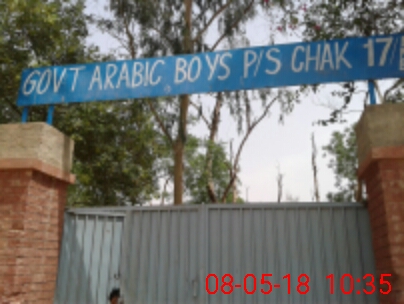 GOVT ARABIC BOYS P/S CHAK 17/
08-05-18 10:35